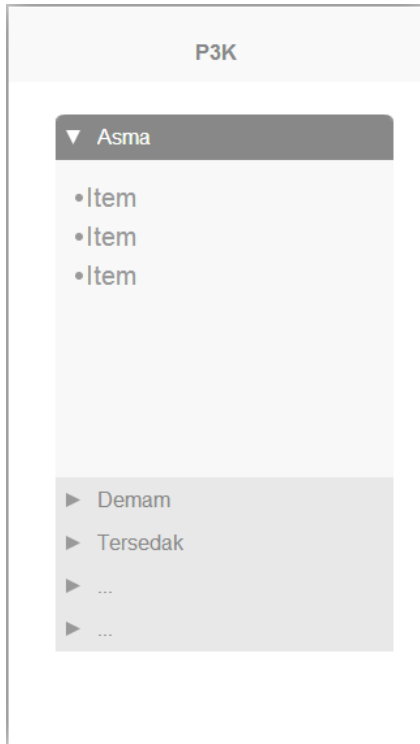 P3K
▼ Asma
•Item
•Item
•Item
► Demam
► Tersedak
► ...
► ...